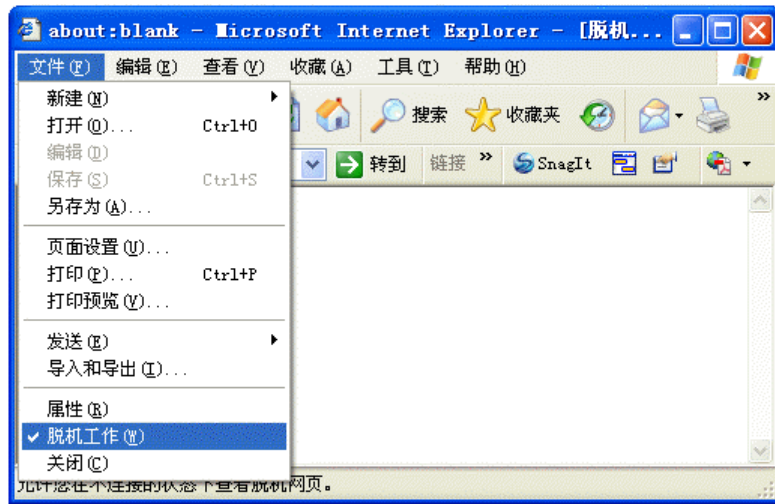 about:blank - Microsoft Internet Explorer - [脱机...
文件(F) 编辑(E) 查看(V) 收藏(A) 工具(T) 帮助(H)
新建(N)
打开(O)... Ctrl+O
编辑(D)
保存(S) Ctrl+S
另存为(A)...
页面设置(U)...
打印(P)... Ctrl+P
打印预览(V)...
发送(E)
导入和导出(I)...
属性(R)
脱机工作(W)
关闭(C)
搜索 收藏夹
转到 链接 » SnagIt
允许您在不连接的状态下查看脱机网页。